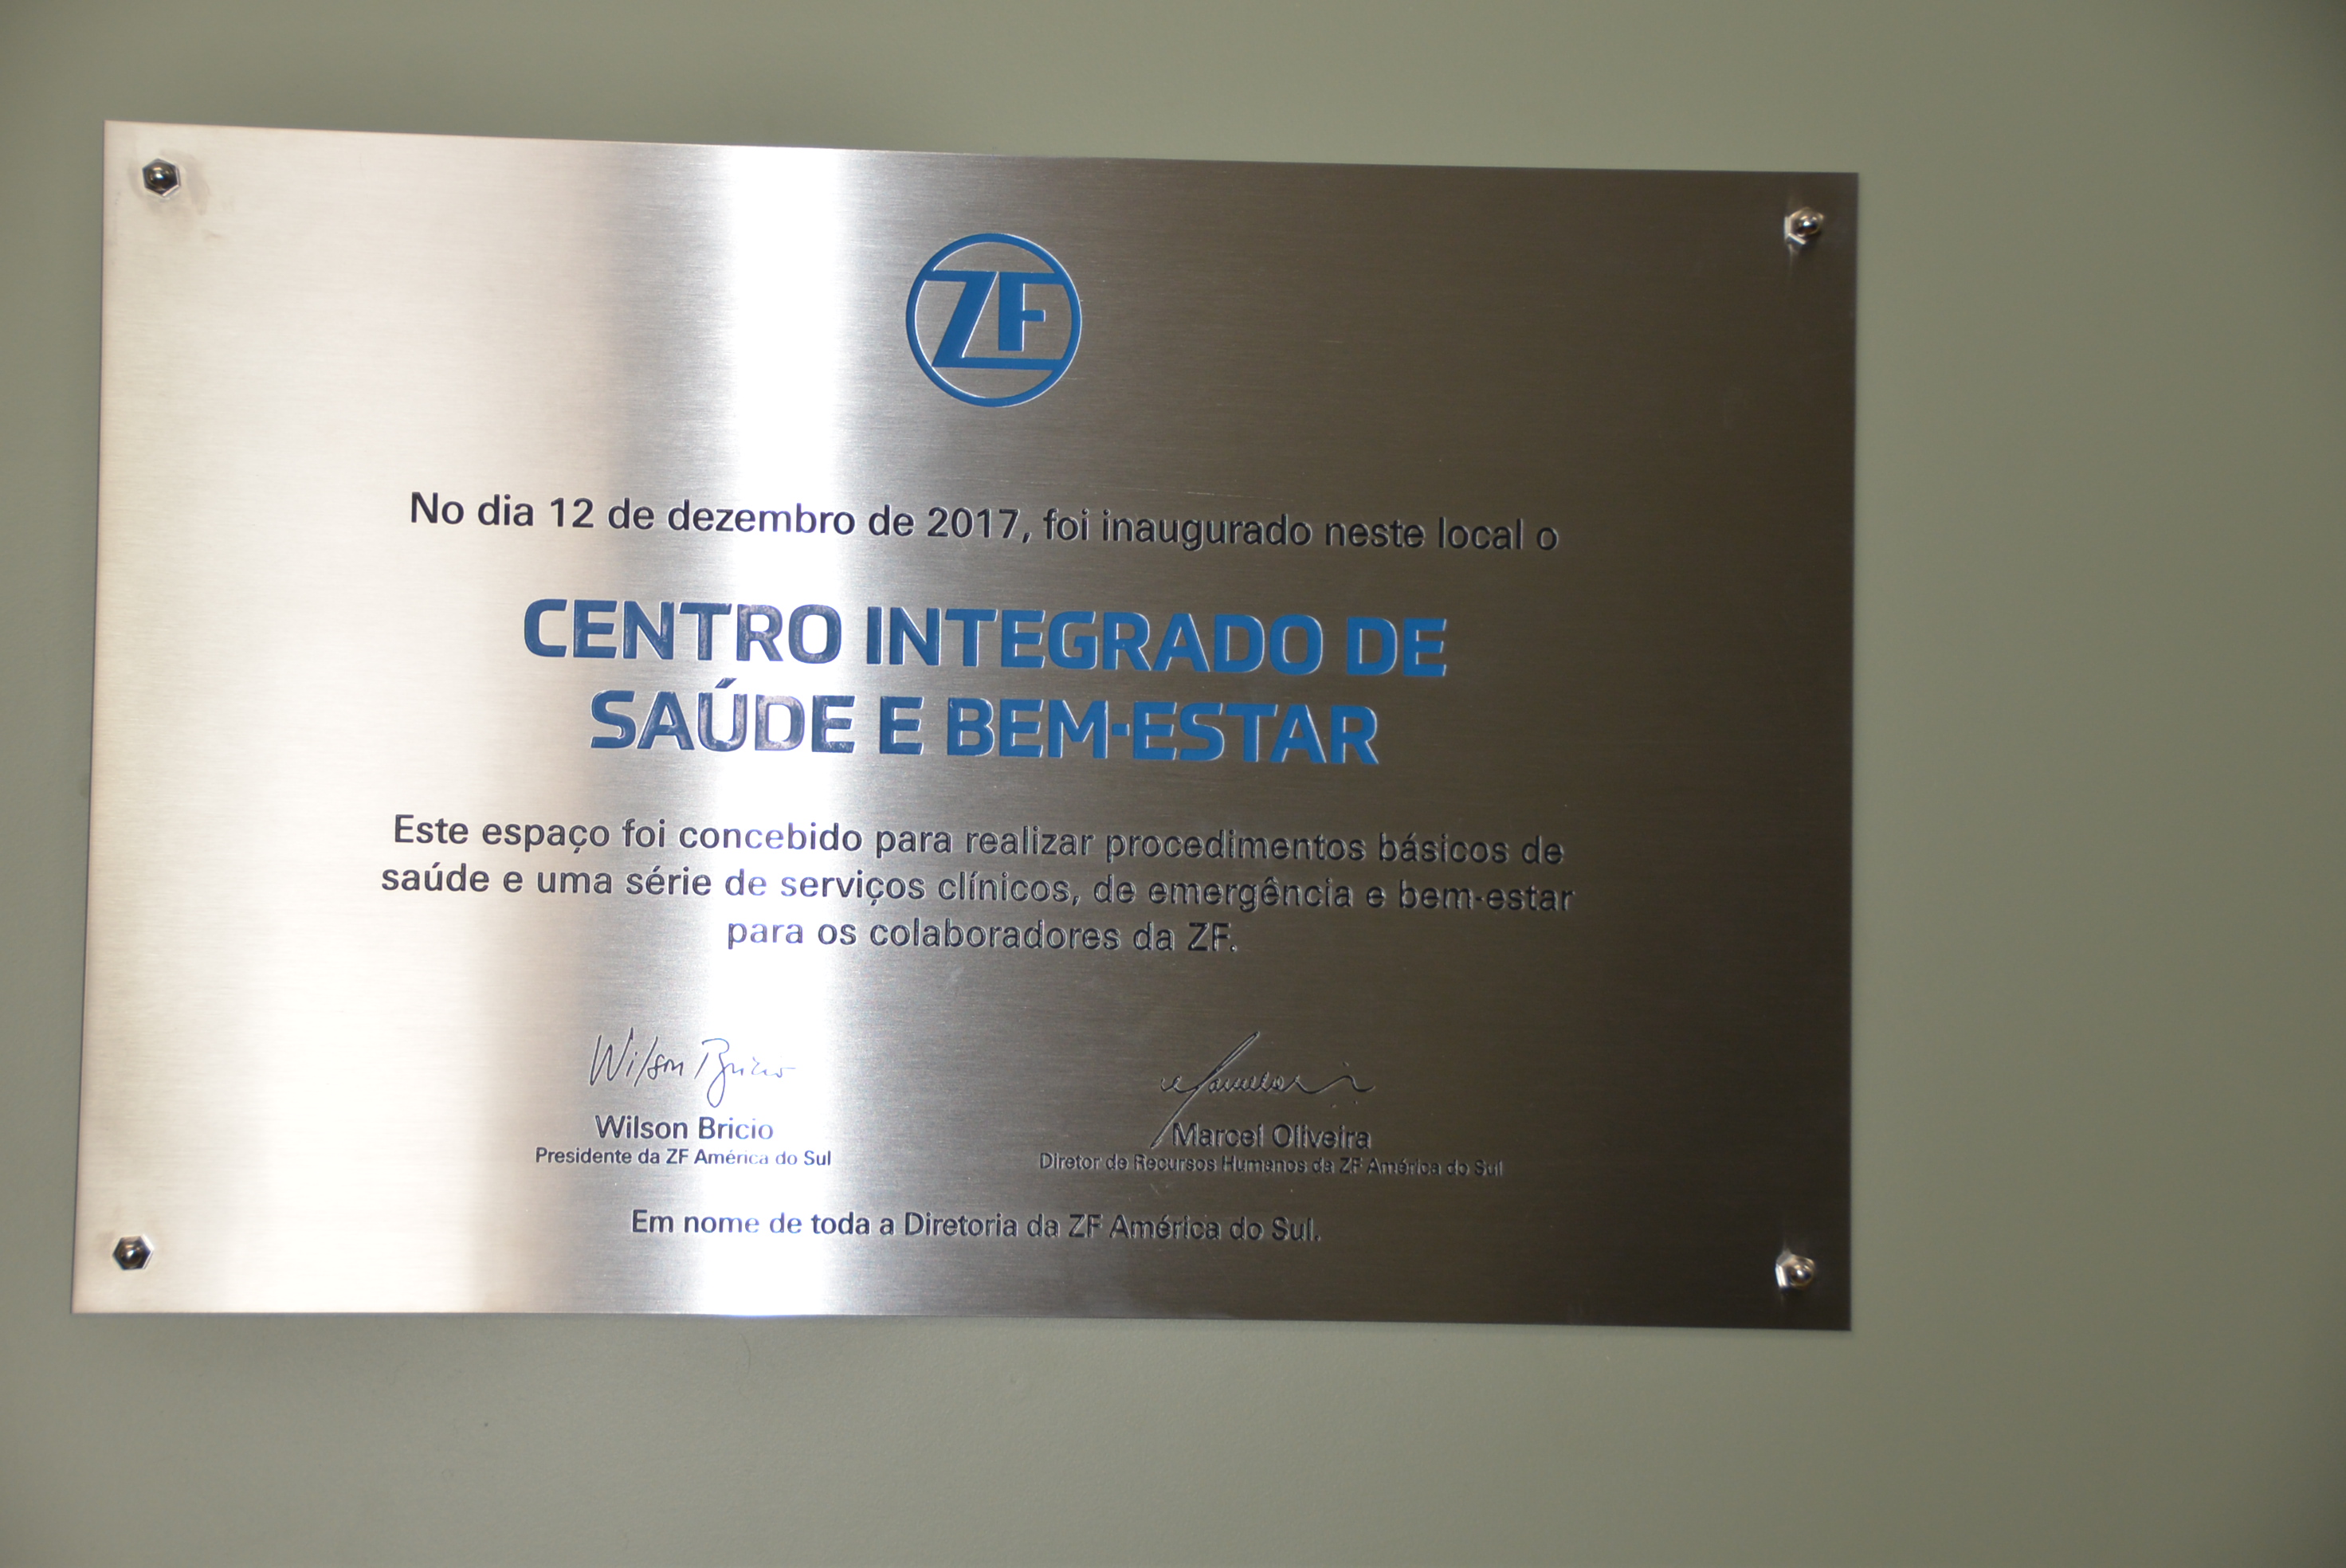 ZF
No dia 12 de dezembro de 2017, foi inaugurado neste local o
CENTRO INTEGRADO DE
SAÚDE E BEM-ESTAR
Este espaço foi concebido para realizar procedimentos básicos de
saúde e uma série de serviços clínicos, de emergência e bem-estar
para os colaboradores da ZF.
Wilson Bricio
Wilson Bricio
Presidente da ZF América do Sul
Marcel Oliveira
Diretor de Recursos Humanos da ZF América do Sul
Em nome de toda a Diretoria da ZF América do Sul.